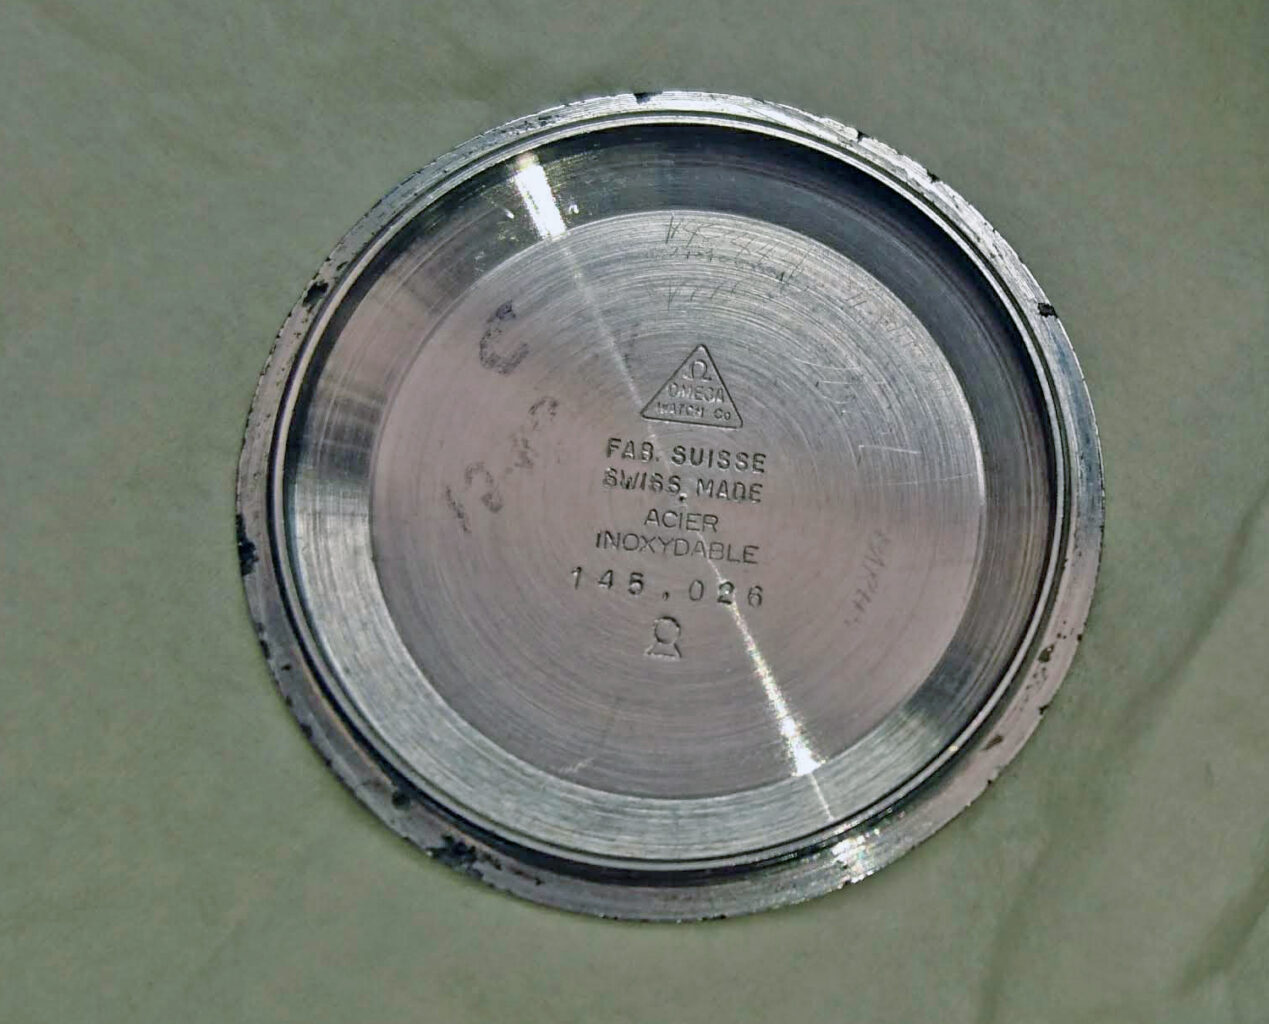 Ω
OMEGA
WATCH Co
FAB. SUISSE
SWISS MADE
ACIER
INOXYDABLE
145.026